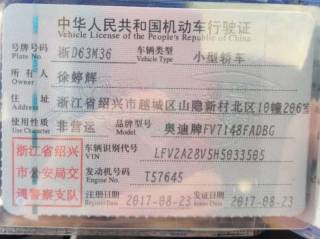 中华人民共和国机动车行驶证
Vehicle License of the People's Republic of China
号牌号码 浙D63M36 车辆类型 小型轿车
Plate No. Vehicle Type
所有人 徐婷辉
Owner
住址 浙江省绍兴市越城区山隐新村北区10幢206室
Address
使用性质 非营运 品牌型号 奥迪牌FV7148FADBG
Use Character Model
浙江省绍兴 车辆识别代号 LFV2A28V5H5033505
VIN
市公安局交 发动机号码 T57645
Engine No.
通警察支队 注册日期 2017-08-23 发证日期 2017-08-23
Register Date Issue Date